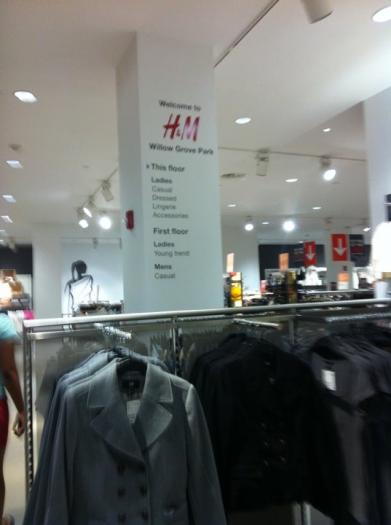 Welcome to
H&M
Willow Grove Park
This floor
Ladies
Casual
Dressed
Lingerie
Accessories
First floor
Ladies
Young trend
Mens
Casual